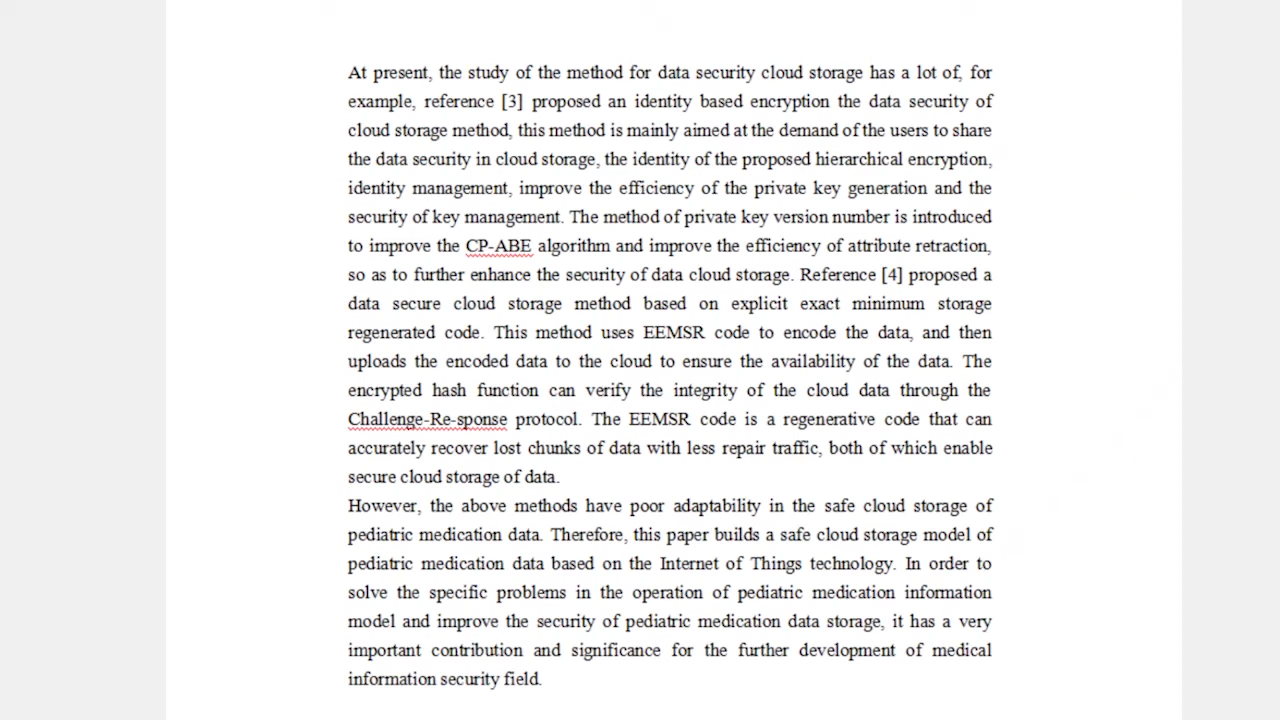 At present, the study of the method for data security cloud storage has a lot of, for
example, reference [3] proposed an identity based encryption the data security of
cloud storage method, this method is mainly aimed at the demand of the users to share
the data security in cloud storage, the identity of the proposed hierarchical encryption,
identity management, improve the efficiency of the private key generation and the
security of key management. The method of private key version number is introduced
to improve the CP-ABE algorithm and improve the efficiency of attribute retraction,
so as to further enhance the security of data cloud storage. Reference [4] proposed a
data secure cloud storage method based on explicit exact minimum storage
regenerated code. This method uses EEMSR code to encode the data, and then
uploads the encoded data to the cloud to ensure the availability of the data. The
encrypted hash function can verify the integrity of the cloud data through the
Challenge-Re-sponse protocol. The EEMSR code is a regenerative code that can
accurately recover lost chunks of data with less repair traffic, both of which enable
secure cloud storage of data.
However, the above methods have poor adaptability in the safe cloud storage of
pediatric medication data. Therefore, this paper builds a safe cloud storage model of
pediatric medication data based on the Internet of Things technology. In order to
solve the specific problems in the operation of pediatric medication information
model and improve the security of pediatric medication data storage, it has a very
important contribution and significance for the further development of medical
information security field.